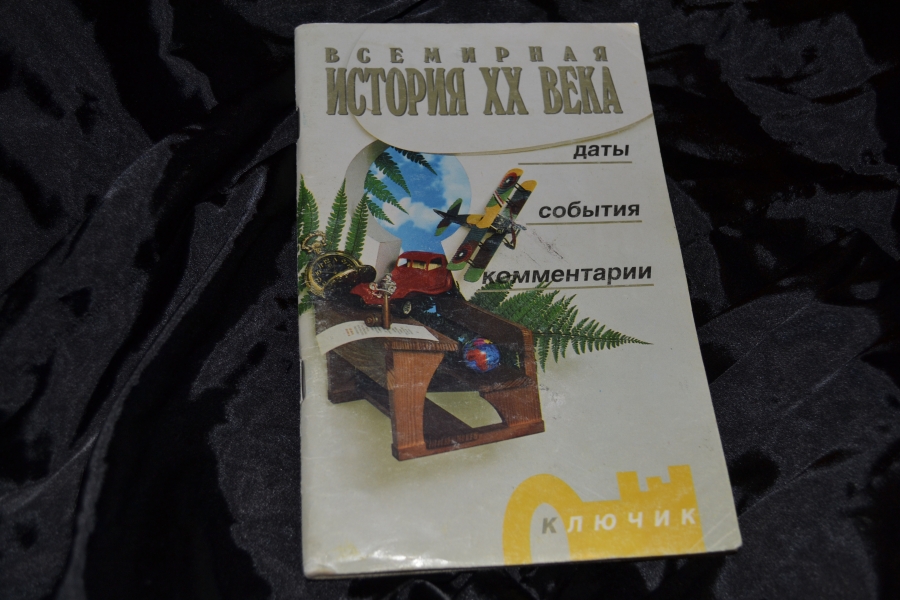 ВСЕМИРНАЯ
ИСТОРИЯ XX ВЕКА
даты
события
комментарии
КЛЮЧИК